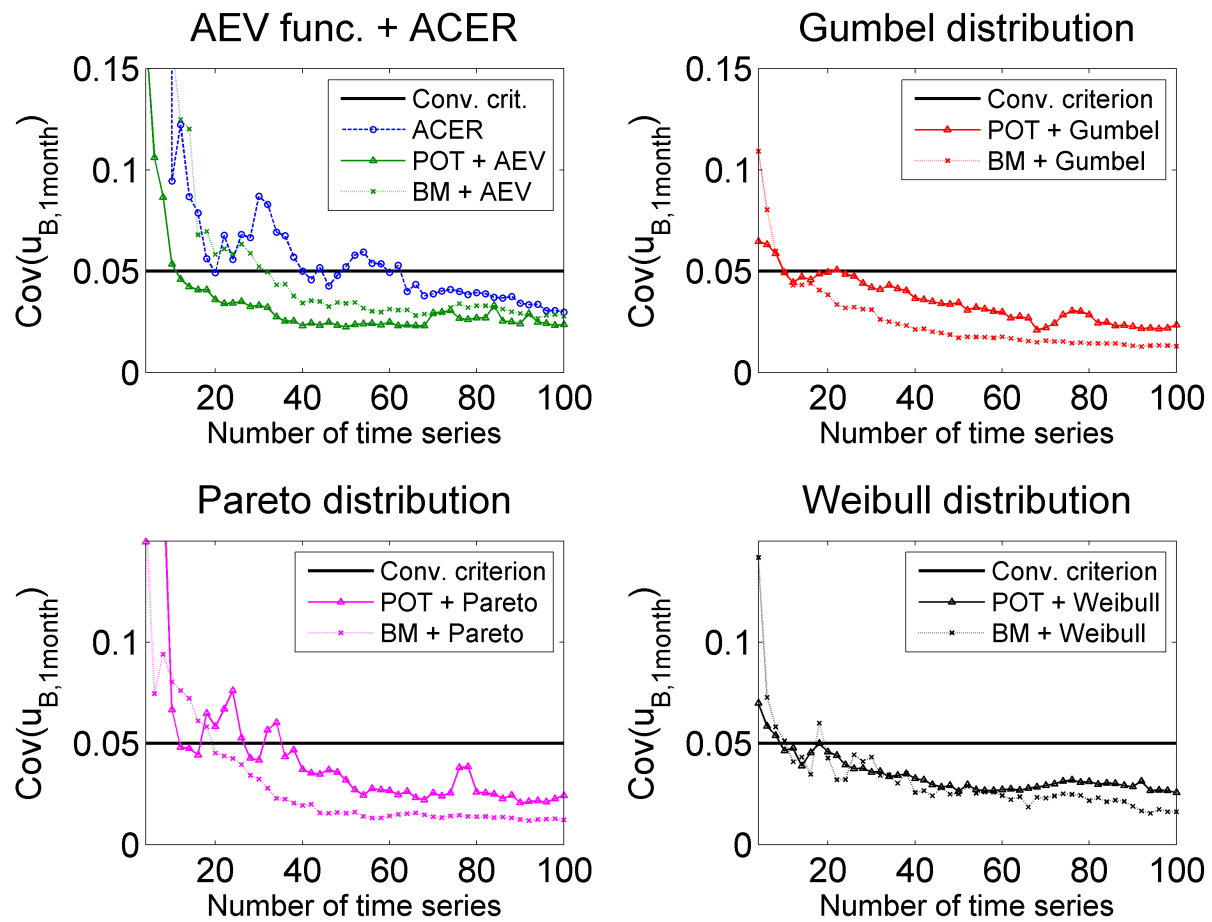 AEV func. + ACER
0.15
0.1
0.05
0
Cov(u_B,1month)
Conv. crit.
ACER
POT + AEV
BM + AEV
20 40 60 80 100
Number of time series
Gumbel distribution
0.15
0.1
0.05
0
Cov(u_B,1month)
Conv. criterion
POT + Gumbel
BM + Gumbel
20 40 60 80 100
Number of time series
Pareto distribution
0.1
0.05
0
Cov(u_B,1month)
Conv. criterion
POT + Pareto
BM + Pareto
20 40 60 80 100
Number of time series
Weibull distribution
0.1
0.05
0
Cov(u_B,1month)
Conv. criterion
POT + Weibull
BM + Weibull
20 40 60 80 100
Number of time series